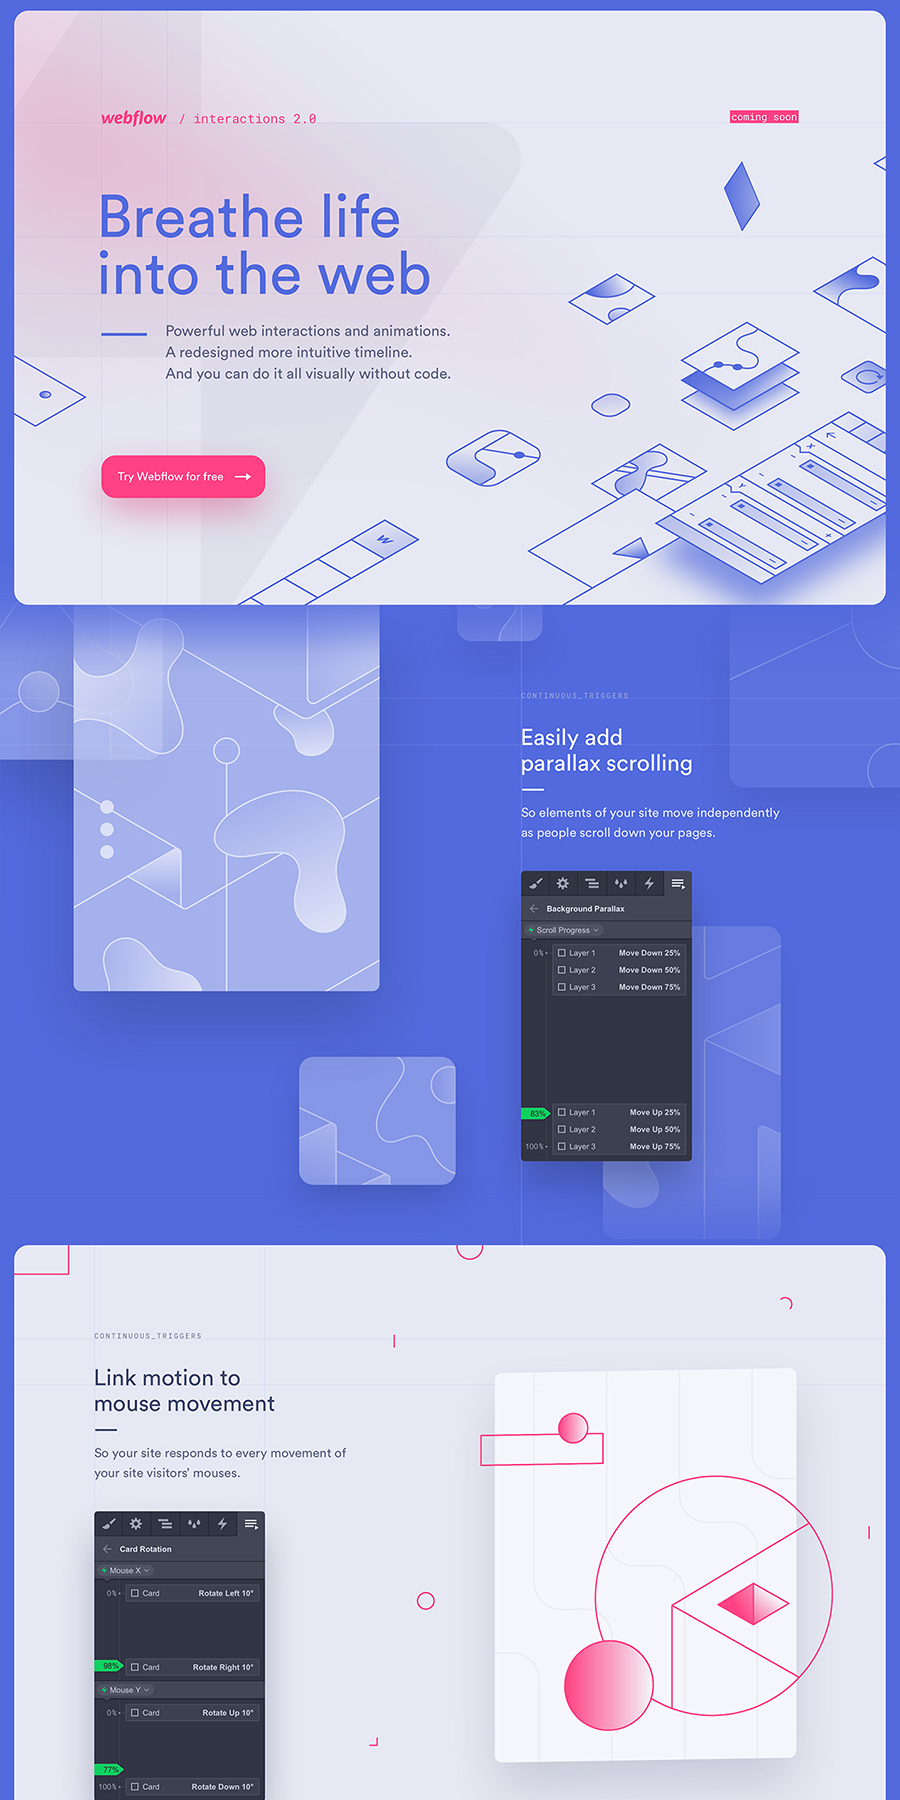 webflow / interactions 2.0
coming soon
Breathe life
into the web
Powerful web interactions and animations.
A redesigned more intuitive timeline.
And you can do it all visually without code.
Try Webflow for free
W
X
Y
CONTINUOUS_TRIGGERS
Easily add
parallax scrolling
So elements of your site move independently
as people scroll down your pages.
Background Parallax
Scroll Progress
0% Layer 1 Move Down 25%
Layer 2 Move Down 50%
Layer 3 Move Down 75%
83% Layer 1 Move Up 25%
Layer 2 Move Up 50%
100% Layer 3 Move Up 75%
CONTINUOUS_TRIGGERS
Link motion to
mouse movement
So your site responds to every movement of
your site visitors’ mouses.
Card Rotation
Mouse X
0% Card Rotate Left 10°
98% Card Rotate Right 10°
Mouse Y
0% Card Rotate Up 10°
77%
100% Card Rotate Down 10°